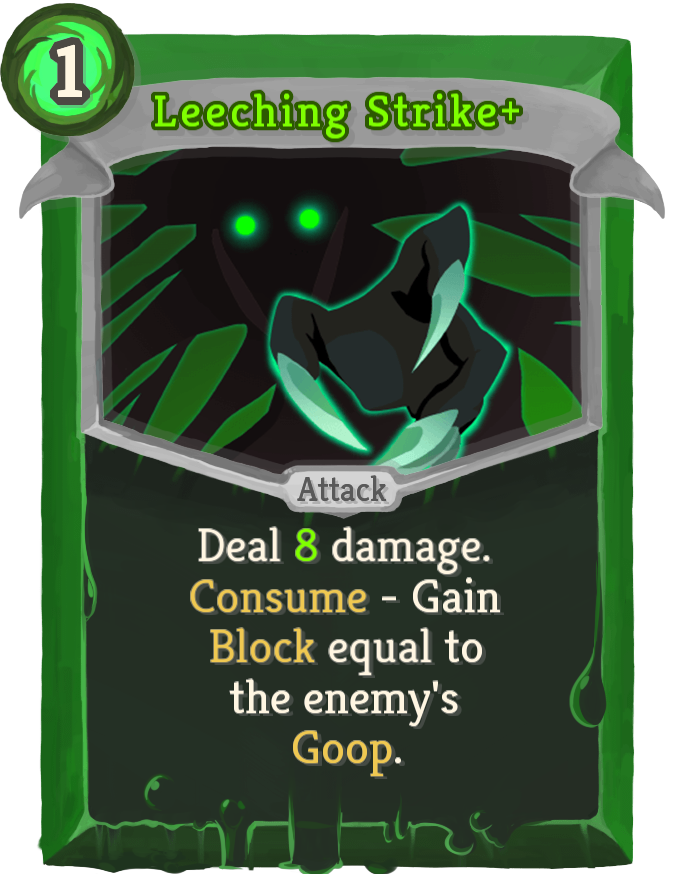 1
Leeching Strike+
Attack
Deal 8 damage.
Consume - Gain
Block equal to
the enemy's
Goop.